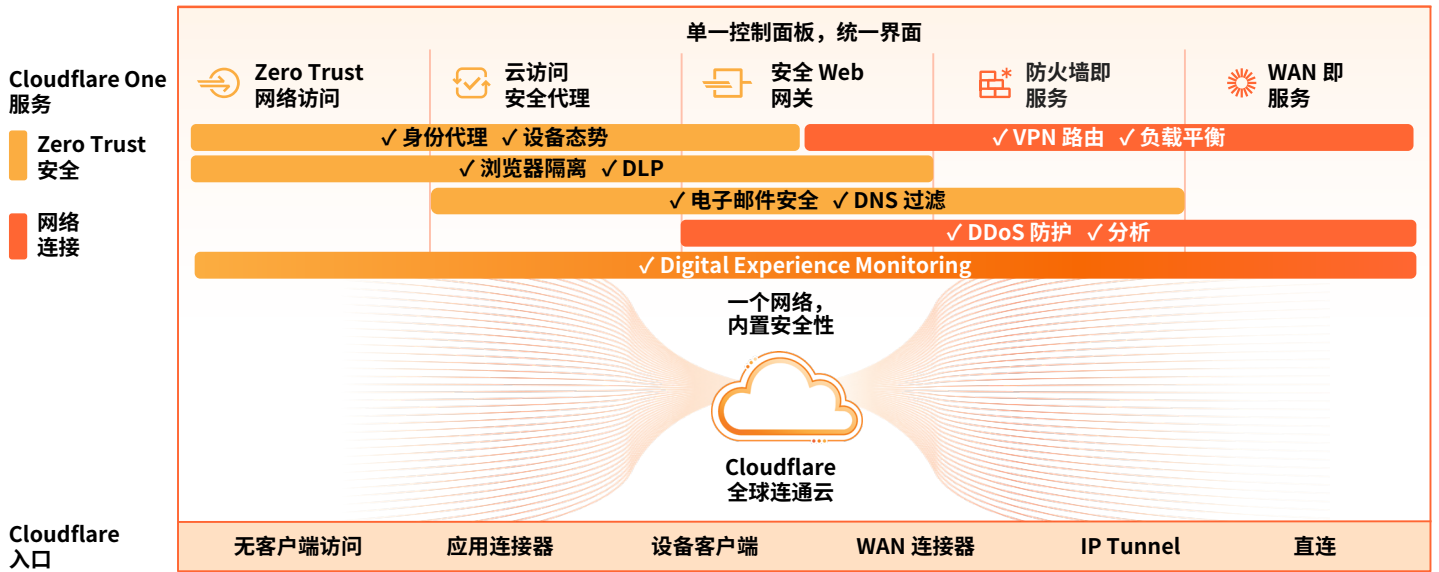 单一控制面板，统一界面
Cloudflare One
服务
Zero Trust
网络访问
云访问
安全代理
安全 Web
网关
防火墙即
服务
WAN 即
服务
Zero Trust
安全
网络
连接
✓ 身份代理 ✓ 设备态势
✓ VPN 路由 ✓ 负载平衡
✓ 浏览器隔离 ✓ DLP
✓ 电子邮件安全 ✓ DNS 过滤
✓ DDoS 防护 ✓ 分析
✓ Digital Experience Monitoring
一个网络，
内置安全性
Cloudflare
全球连通云
Cloudflare
入口
无客户端访问
应用连接器
设备客户端
WAN 连接器
IP Tunnel
直连